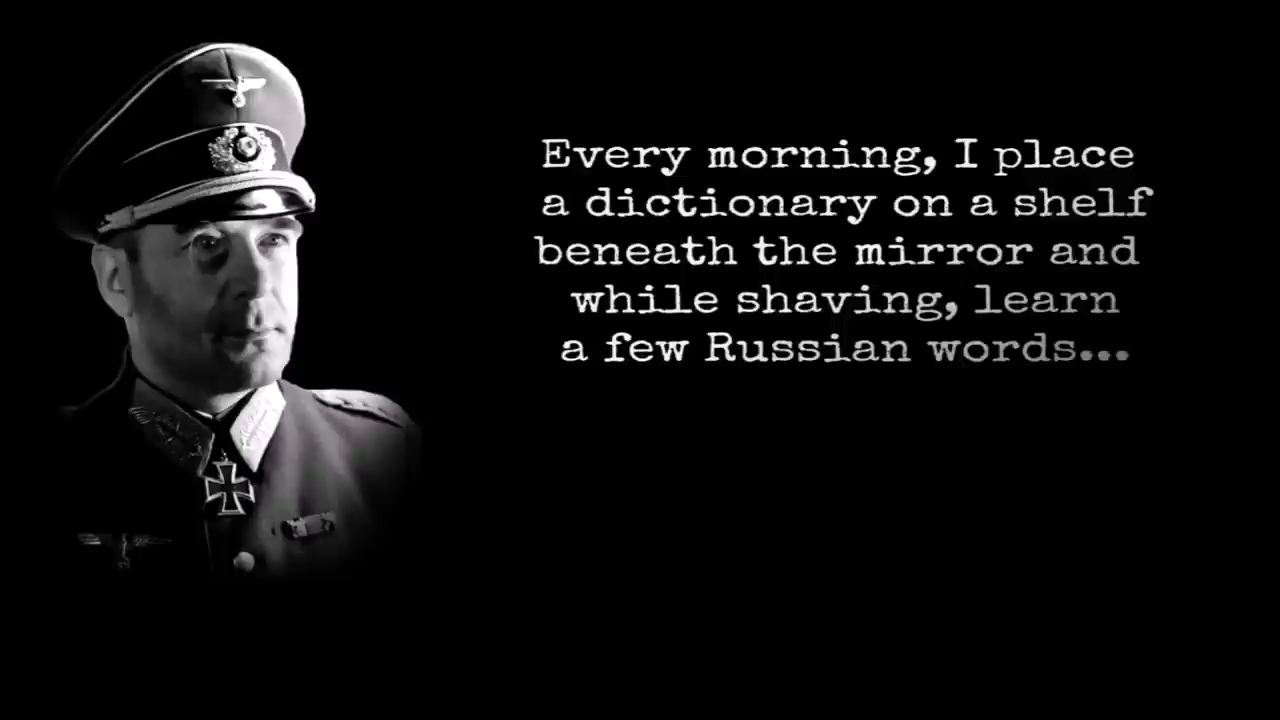 Every morning, I place
a dictionary on a shelf
beneath the mirror and
while shaving, learn
a few Russian words...